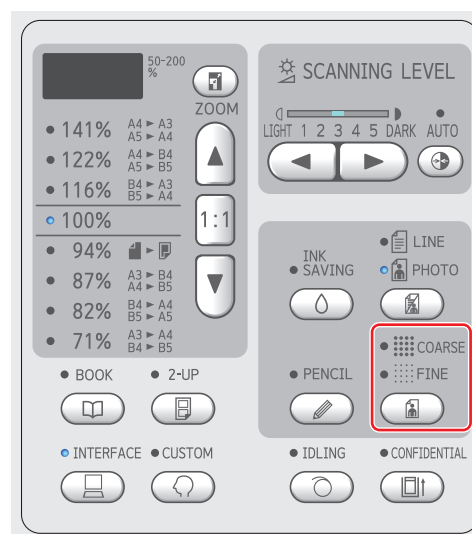 50-200
%
ZOOM
141% A4 ► A3
A5 ► A4
122% A4 ► B4
A5 ► B5
116% B4 ► A3
B5 ► A4
100%
1:1
94%
87% A3 ► B4
A4 ► B5
82% B4 ► A4
B5 ► A5
71% A3 ► A4
B4 ► B5
BOOK
2-UP
INTERFACE
CUSTOM
SCANNING LEVEL
LIGHT 1 2 3 4 5 DARK AUTO
INK
SAVING
LINE
PHOTO
PENCIL
COARSE
FINE
IDLING
CONFIDENTIAL